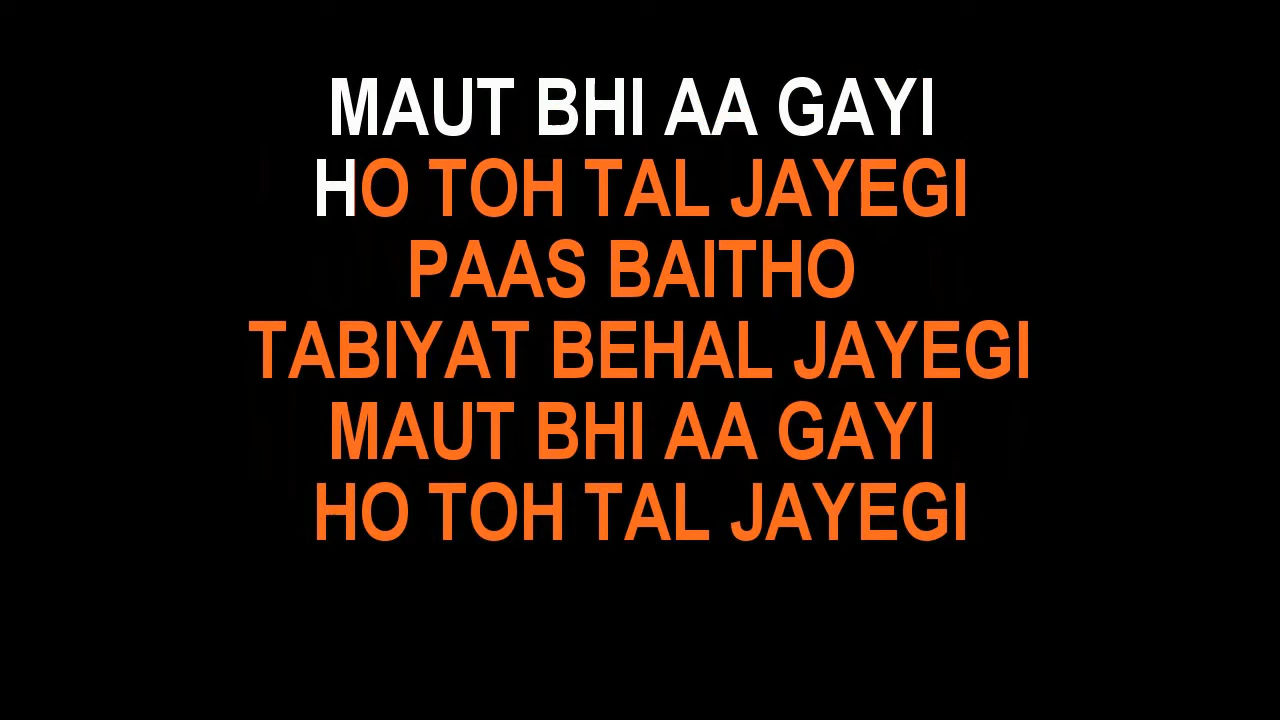 MAUT BHI AA GAYI
HO TOH TAL JAYEGI
PAAS BAITHO
TABIYAT BEHAL JAYEGI
MAUT BHI AA GAYI
HO TOH TAL JAYEGI